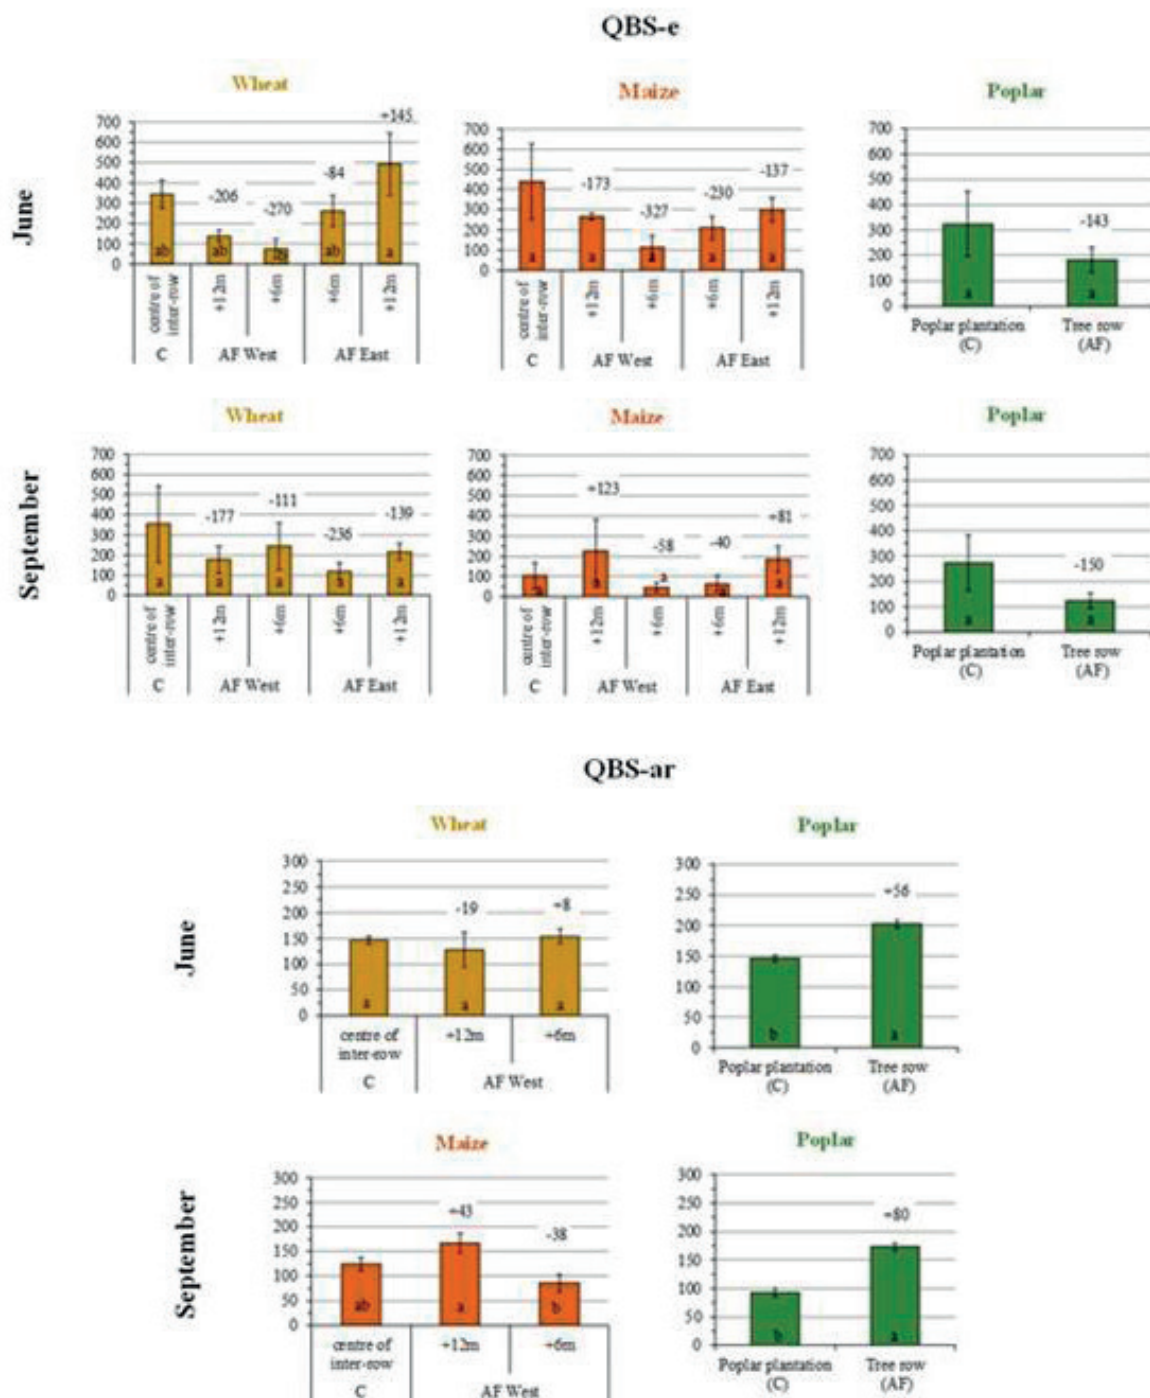 QBS-e
June
Wheat
700
600
500
400
300
200
100
0
-206
-270
-84
+145
ab
ab
ab
a
centre of inter-row
+12m
+6m
+6m
+12m
C
AF West
AF East
Maize
700
600
500
400
300
200
100
0
-173
-327
-230
-137
a
a
a
a
a
centre of inter-row
+12m
+6m
+6m
+12m
C
AF West
AF East
Poplar
700
600
500
400
300
200
100
0
-143
a
a
Poplar plantation (C)
Tree row (AF)
September
Wheat
700
600
500
400
300
200
100
0
-177
-111
-236
-139
a
a
a
a
a
centre of inter-row
+12m
+6m
+6m
+12m
C
AF West
AF East
Maize
700
600
500
400
300
200
100
0
+123
-58
-40
+81
a
a
a
a
a
centre of inter-row
+12m
+6m
+6m
+12m
C
AF West
AF East
Poplar
700
600
500
400
300
200
100
0
-150
a
a
Poplar plantation (C)
Tree row (AF)
QBS-ar
June
Wheat
300
250
200
150
100
50
0
-19
+8
a
a
a
centre of inter-row
+12m
+6m
C
AF West
Poplar
300
250
200
150
100
50
0
+56
b
a
Poplar plantation (C)
Tree row (AF)
September
Maize
300
250
200
150
100
50
0
+43
-38
ab
a
b
centre of inter-row
+12m
+6m
C
AF West
Poplar
300
250
200
150
100
50
0
+80
b
a
Poplar plantation (C)
Tree row (AF)